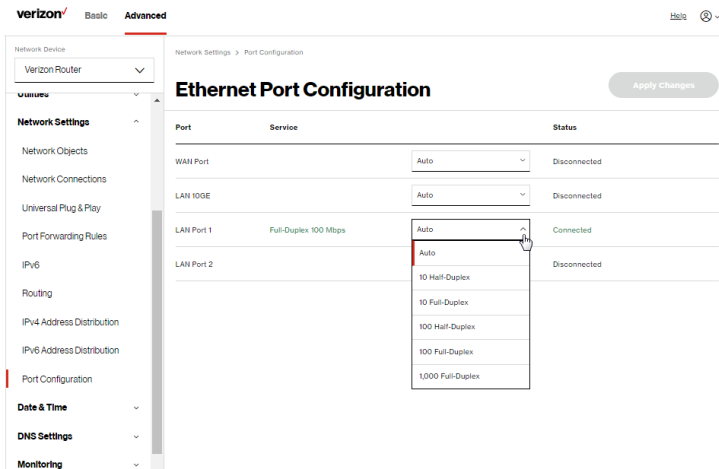 verizon✓ Basic Advanced Help
Network Device
Verizon Router
Utilities
Network Settings
Network Objects
Network Connections
Universal Plug & Play
Port Forwarding Rules
IPv6
Routing
IPv4 Address Distribution
IPv6 Address Distribution
Port Configuration
Date & Time
DNS Settings
Monitoring
Network Settings > Port Configuration
Ethernet Port Configuration
Apply Changes
Port Service Status
WAN Port Auto Disconnected
LAN 10GE Auto Disconnected
LAN Port 1 Full-Duplex 100 Mbps Auto Connected
LAN Port 2 Disconnected
Auto
10 Half-Duplex
10 Full-Duplex
100 Half-Duplex
100 Full-Duplex
1,000 Full-Duplex